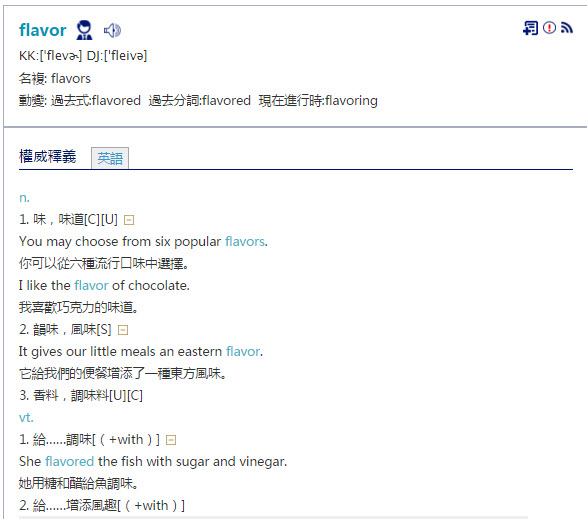 flavor
KK:[ˋflevɚ] DJ:[ˋfleivə]
名複: flavors
動變: 過去式:flavored 過去分詞:flavored 現在進行時:flavoring
權威釋義 英語
n.
1. 味，味道[C][U]
You may choose from six popular flavors.
你可以從六種流行口味中選擇。
I like the flavor of chocolate.
我喜歡巧克力的味道。
2. 韻味，風味[S]
It gives our little meals an eastern flavor.
它給我們的便餐增添了一種東方風味。
3. 香料，調味料[U][C]
vt.
1. 給……調味[（+with）]
She flavored the fish with sugar and vinegar.
她用糖和醋給魚調味。
2. 給……增添風趣[（+with）]